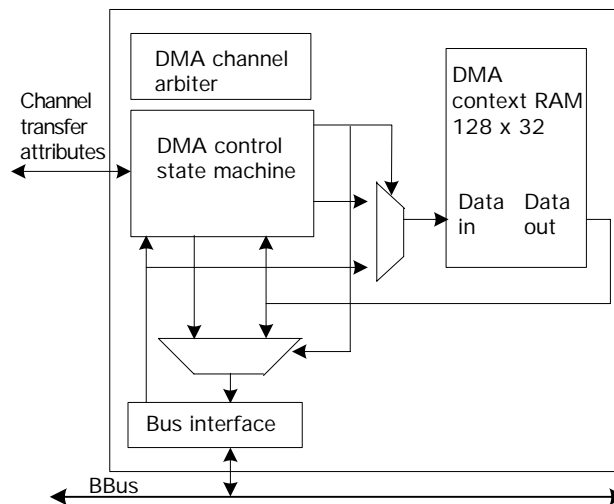 DMA channel
arbiter
DMA
context RAM
128 x 32
Channel
transfer
attributes
DMA control
state machine
Data
in
Data
out
Bus interface
BBus